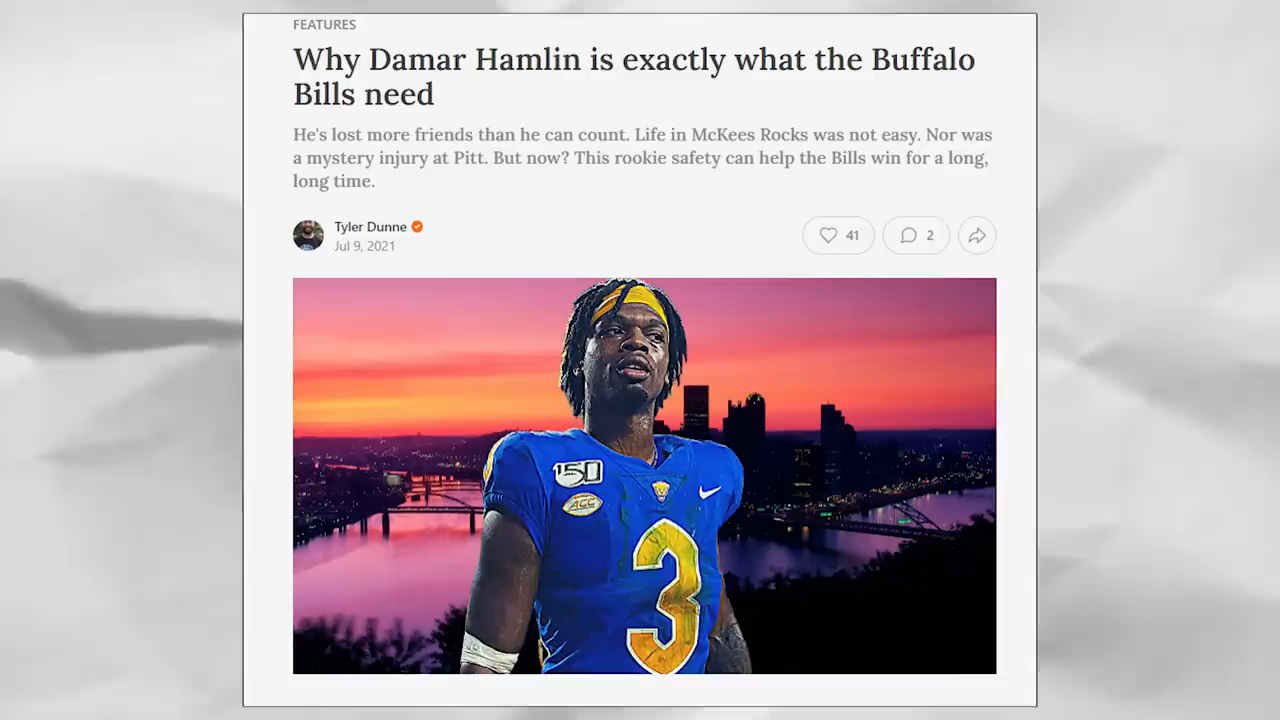 FEATURES
Why Damar Hamlin is exactly what the Buffalo
Bills need
He's lost more friends than he can count. Life in McKees Rocks was not easy. Nor was
a mystery injury at Pitt. But now? This rookie safety can help the Bills win for a long,
long time.
Tyler Dunne
Jul 9, 2021
41
2
150
ACC
3